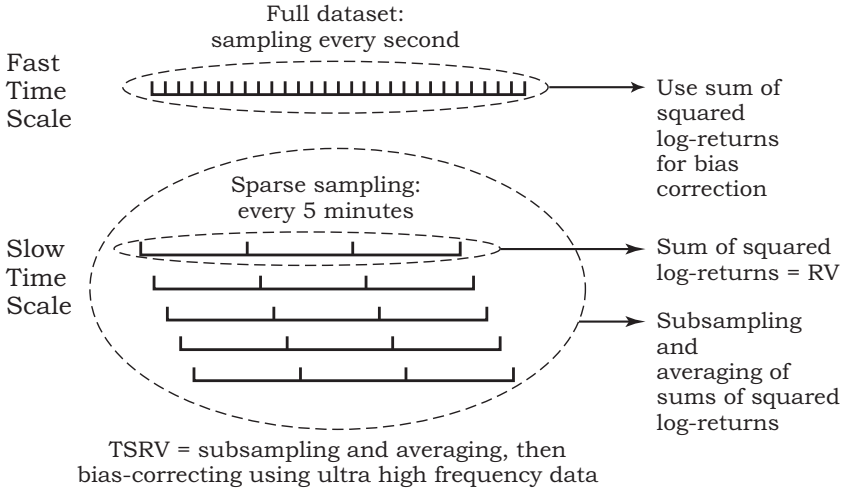 Full dataset:
sampling every second
Fast
Time
Scale
Use sum of
squared
log-returns
for bias
correction
Sparse sampling:
every 5 minutes
Slow
Time
Scale
Sum of squared
log-returns = RV
Subsampling
and
averaging of
sums of squared
log-returns
TSRV = subsampling and averaging, then
bias-correcting using ultra high frequency data